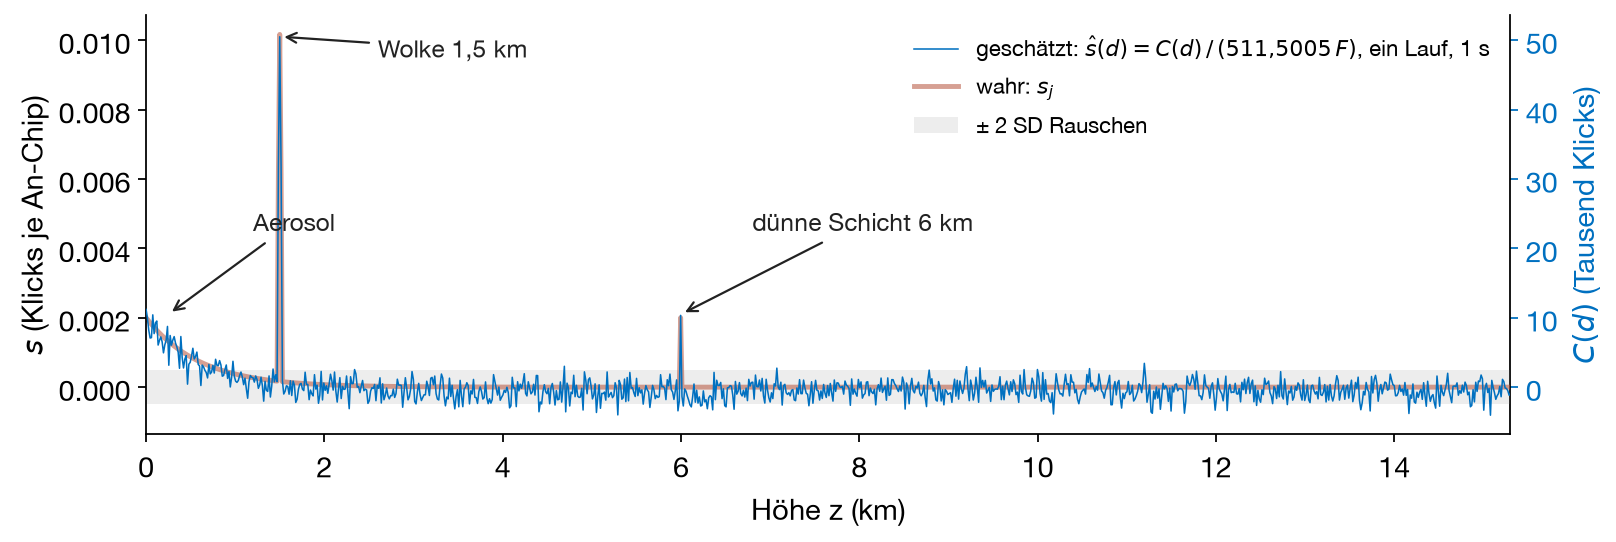 geschätzt: ŝ(d) = C(d) / (511,5005 F), ein Lauf, 1 s
wahr: s_j
± 2 SD Rauschen
Wolke 1,5 km
Aerosol
dünne Schicht 6 km
s (Klicks je An-Chip)
0.010
0.008
0.006
0.004
0.002
0.000
C(d) (Tausend Klicks)
50
40
30
20
10
0
0 2 4 6 8 10 12 14
Höhe z (km)